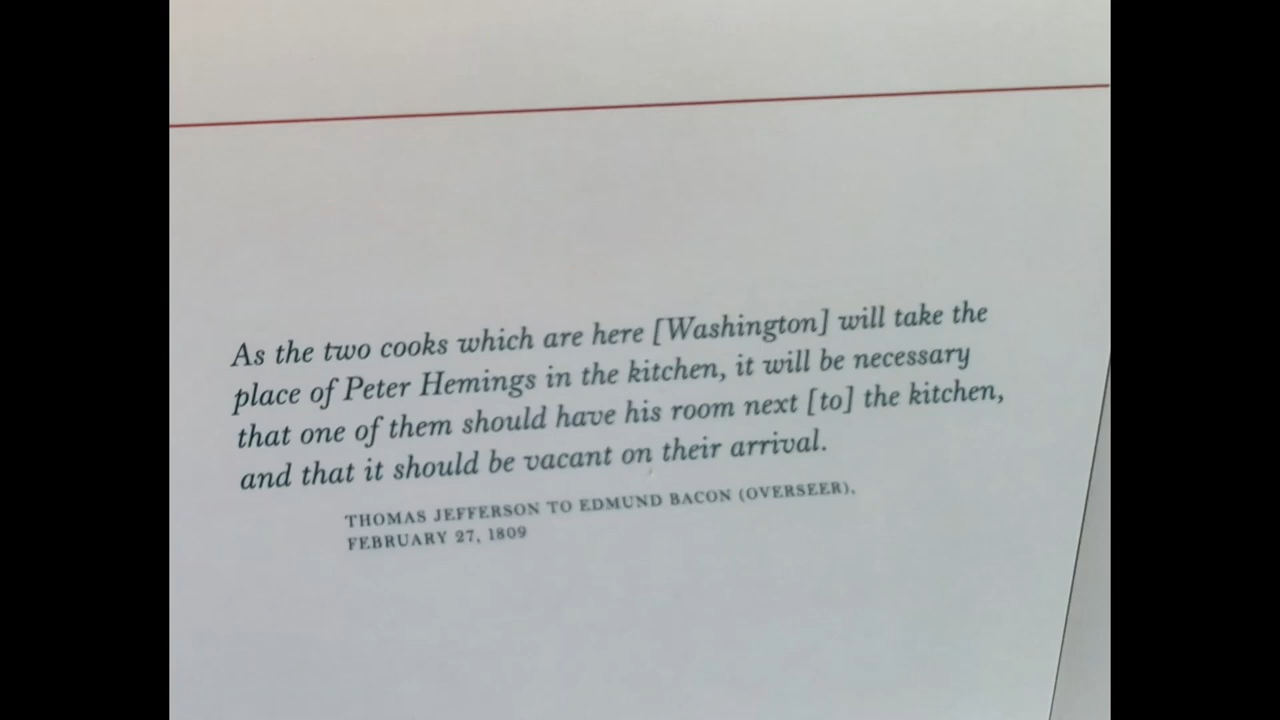 As the two cooks which are here [Washington] will take the
place of Peter Hemings in the kitchen, it will be necessary
that one of them should have his room next [to] the kitchen,
and that it should be vacant on their arrival.
THOMAS JEFFERSON TO EDMUND BACON (OVERSEER),
FEBRUARY 27, 1809